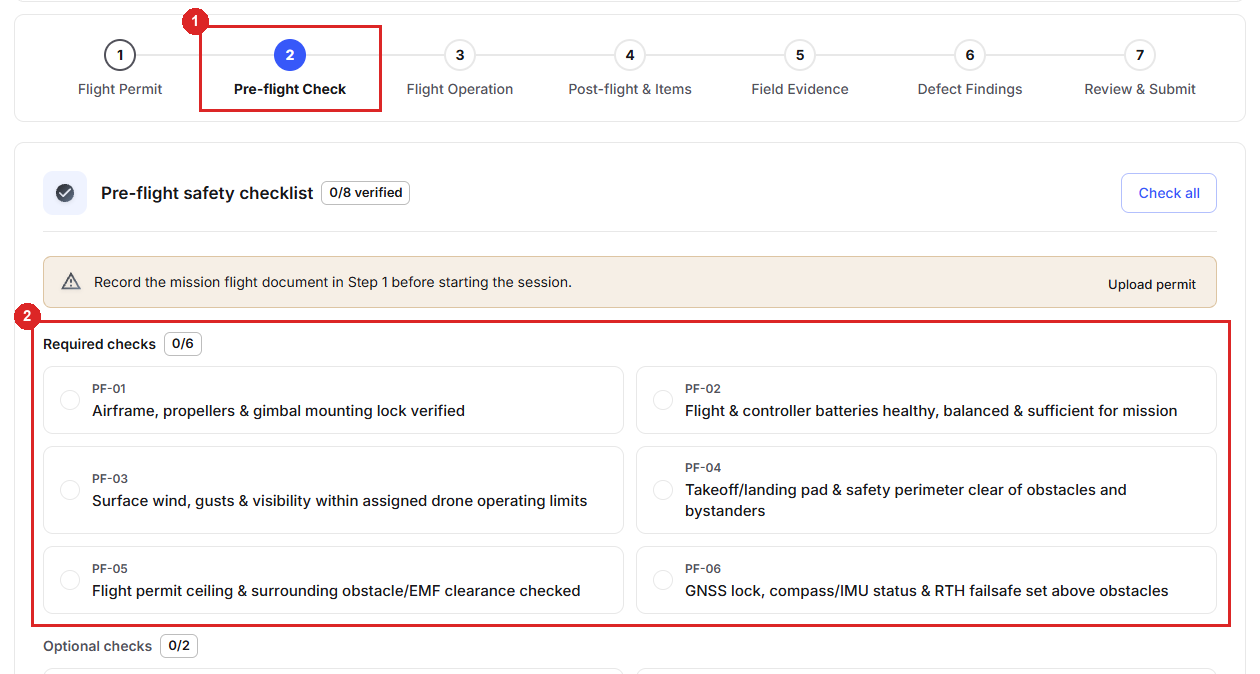 1
1 2 3 4 5 6 7
Flight Permit Pre-flight Check Flight Operation Post-flight & Items Field Evidence Defect Findings Review & Submit
Pre-flight safety checklist 0/8 verified Check all
Record the mission flight document in Step 1 before starting the session. Upload permit
2
Required checks 0/6
PF-01
Airframe, propellers & gimbal mounting lock verified
PF-02
Flight & controller batteries healthy, balanced & sufficient for mission
PF-03
Surface wind, gusts & visibility within assigned drone operating limits
PF-04
Takeoff/landing pad & safety perimeter clear of obstacles and
bystanders
PF-05
Flight permit ceiling & surrounding obstacle/EMF clearance checked
PF-06
GNSS lock, compass/IMU status & RTH failsafe set above obstacles
Optional checks 0/2